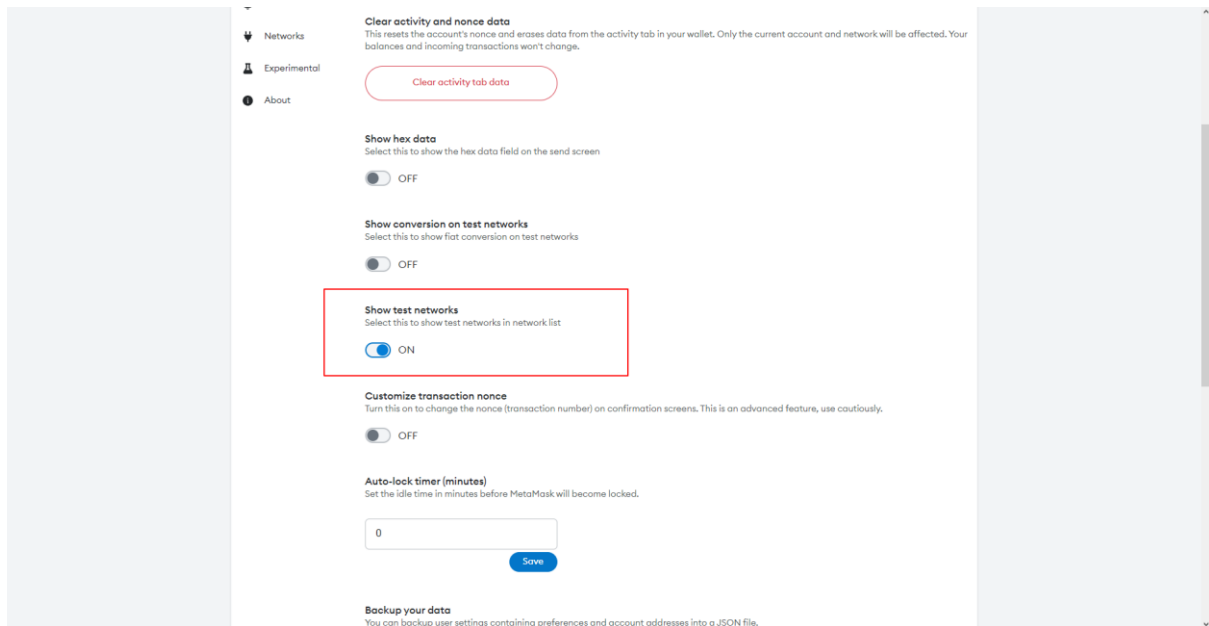 Networks
Experimental
About
Clear activity and nonce data
This resets the account's nonce and erases data from the activity tab in your wallet. Only the current account and network will be affected. Your
balances and incoming transactions won't change.
Clear activity tab data
Show hex data
Select this to show the hex data field on the send screen
OFF
Show conversion on test networks
Select this to show fiat conversion on test networks
OFF
Show test networks
Select this to show test networks in network list
ON
Customize transaction nonce
Turn this on to change the nonce (transaction number) on confirmation screens. This is an advanced feature, use cautiously.
OFF
Auto-lock timer (minutes)
Set the idle time in minutes before MetaMask will become locked.
0
Save
Backup your data
You can backup user settings containing preferences and account addresses into a JSON file.